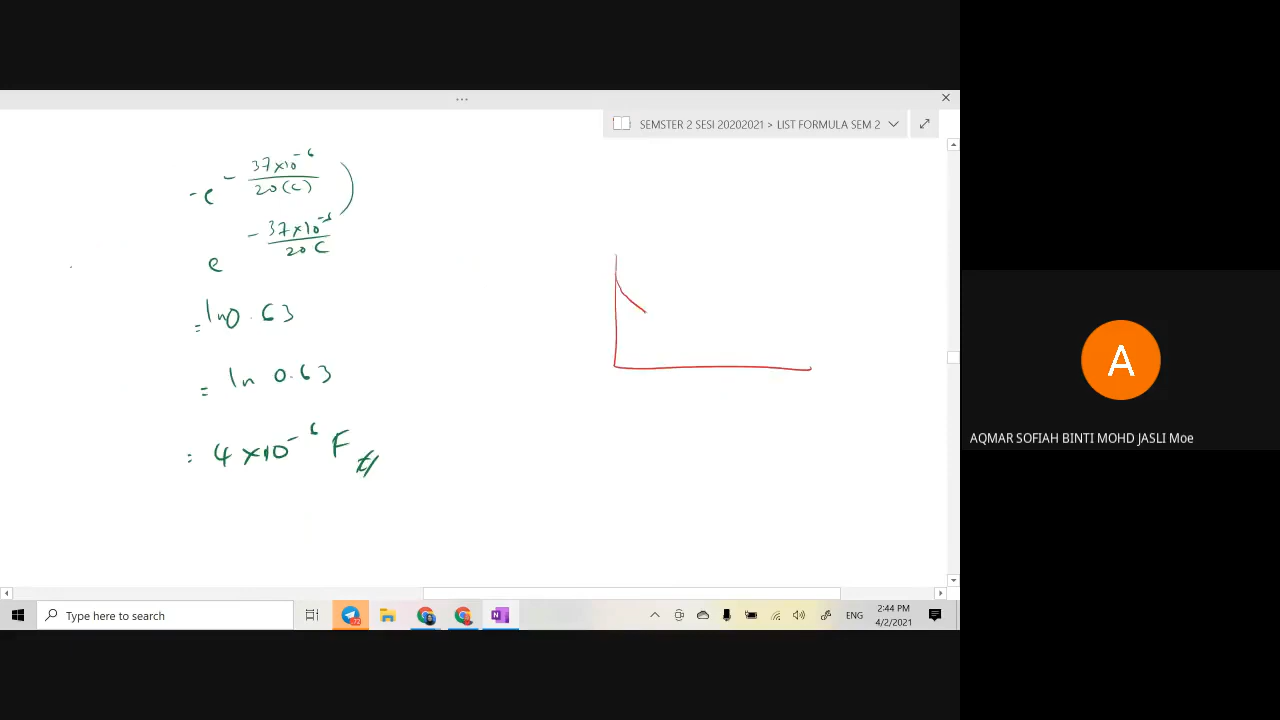 SEMSTER 2 SESI 20202021 > LIST FORMULA SEM 2
-e^(-37×10^-6 / 20(C)) )
e^(-37×10^-6 / 20C)
= ln 0.63
= ln 0.63
= 4×10^-6 F
AQMAR SOFIAH BINTI MOHD JASLI Moe
A
Type here to search
72
ENG
2:44 PM
4/2/2021